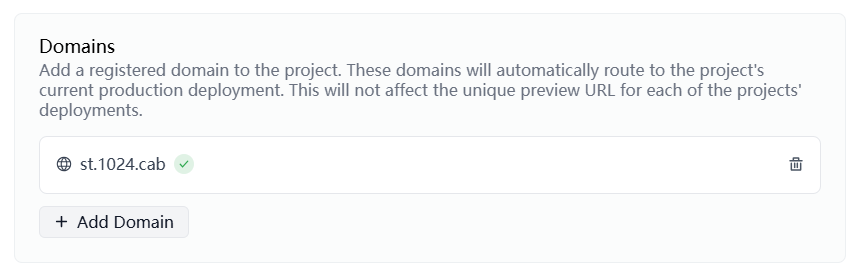 Domains
Add a registered domain to the project. These domains will automatically route to the project's
current production deployment. This will not affect the unique preview URL for each of the projects'
deployments.
st.1024.cab
+ Add Domain